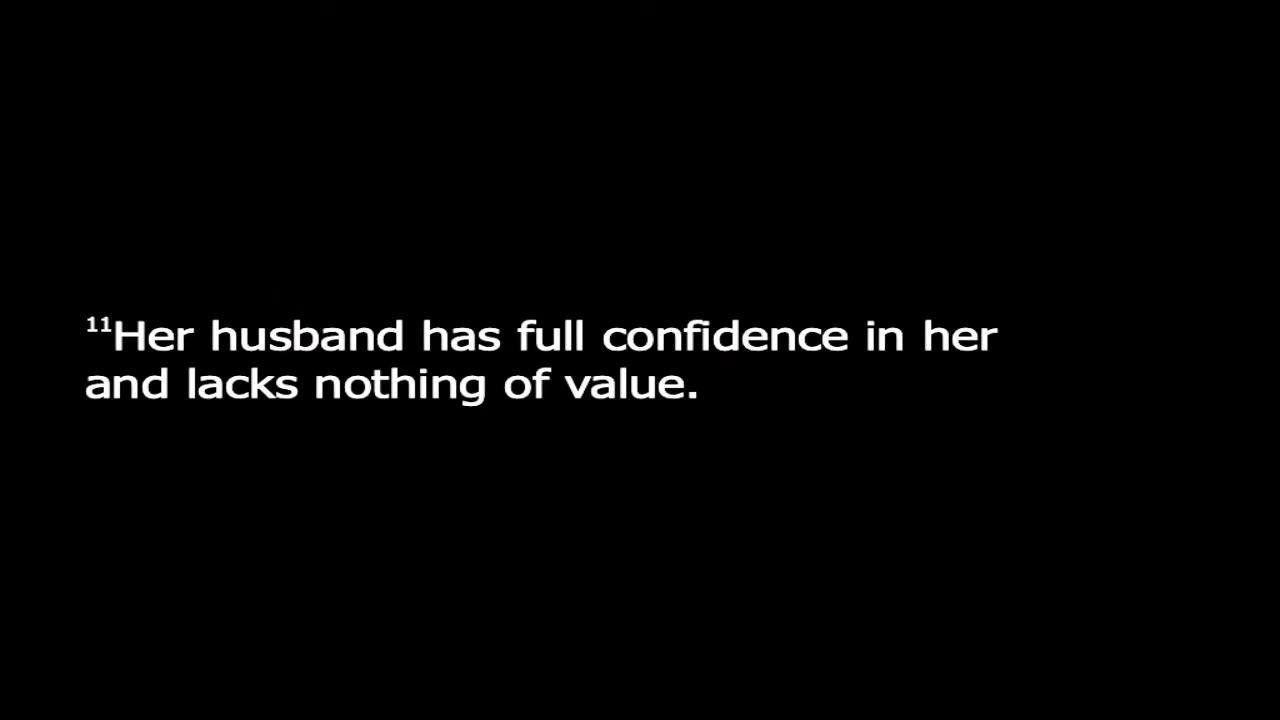 ¹¹Her husband has full confidence in her
and lacks nothing of value.